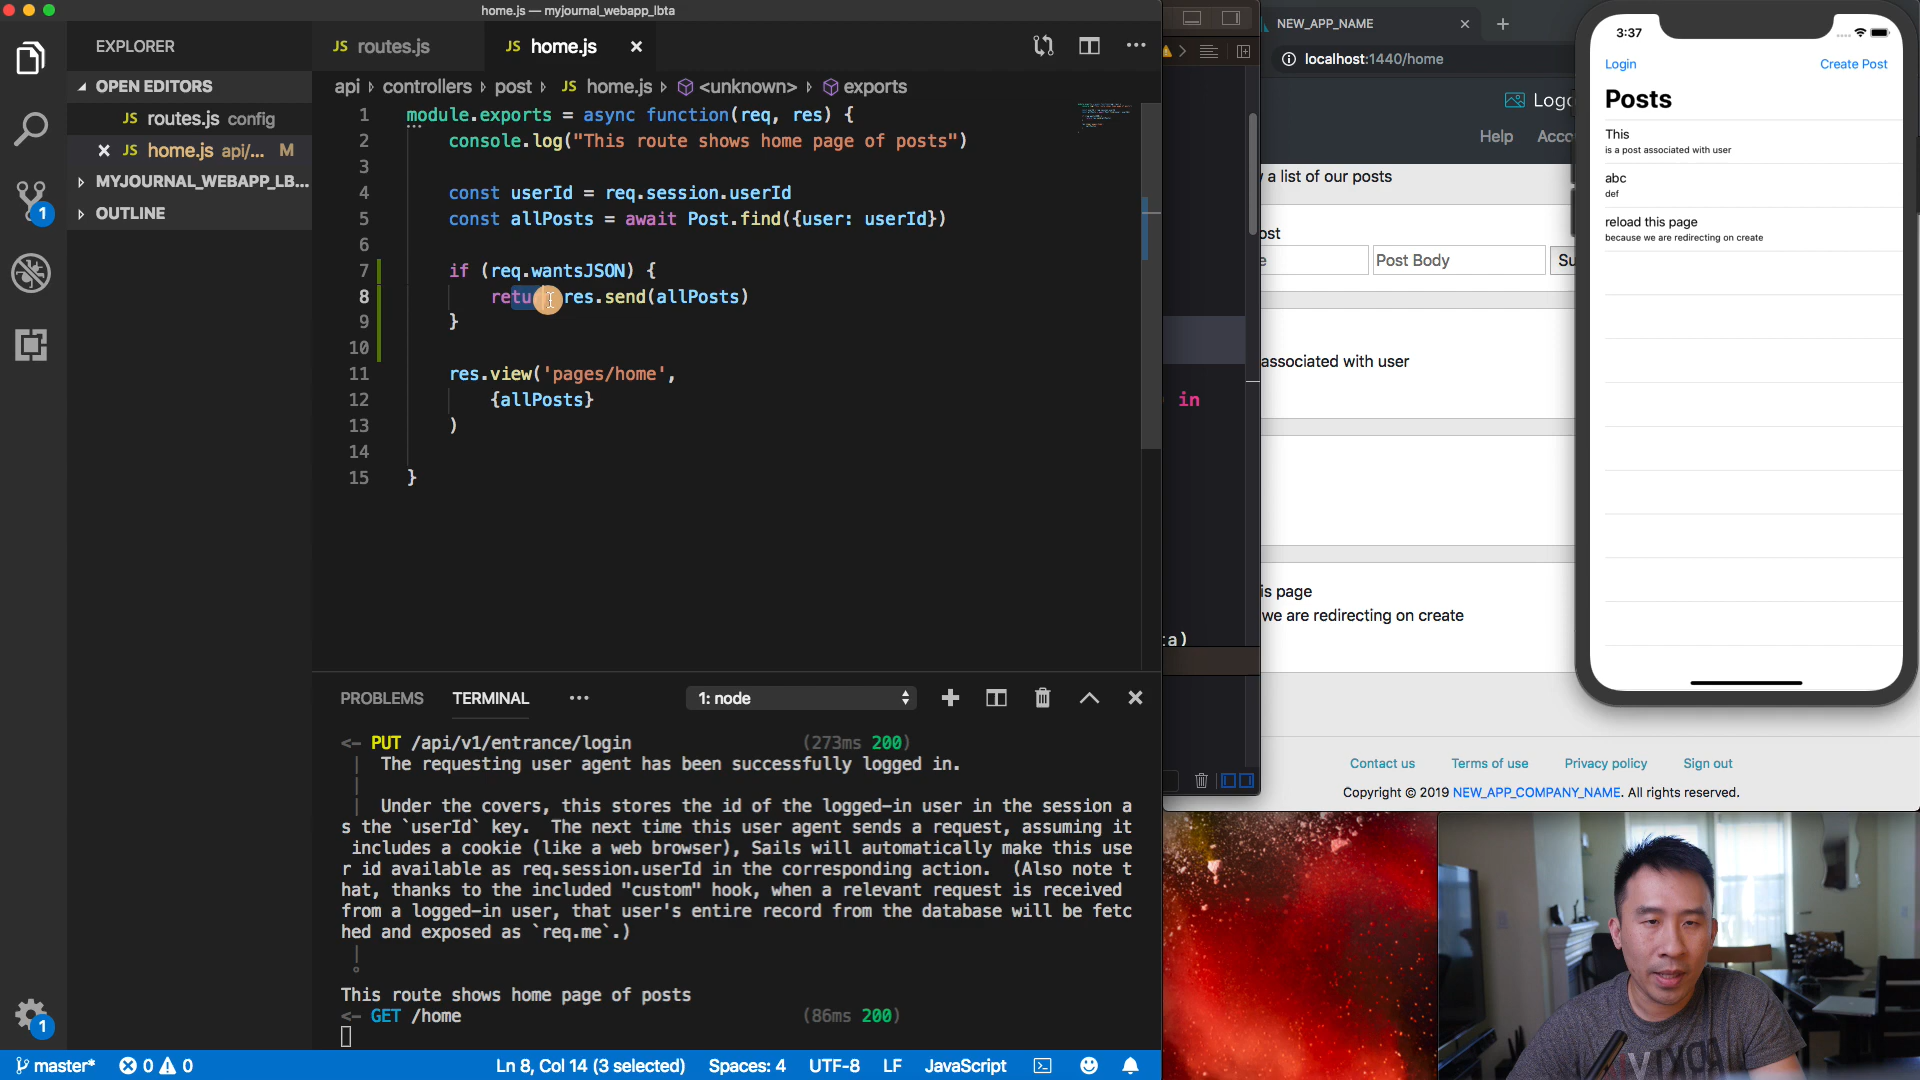 home.js — myjournal_webapp_lbta
EXPLORER
OPEN EDITORS
JS routes.js config
JS home.js api/... M
MYJOURNAL_WEBAPP_LB...
OUTLINE
1
1
JS routes.js
JS home.js
api
controllers
post
JS home.js
<unknown>
exports
1 module.exports = async function(req, res) {
2 console.log("This route shows home page of posts")
3
4 const userId = req.session.userId
5 const allPosts = await Post.find({user: userId})
6
7 if (req.wantsJSON) {
8 return res.send(allPosts)
9 }
10
11 res.view('pages/home',
12 {allPosts}
13 )
14
15 }
PROBLEMS TERMINAL ...
1: node
<- PUT /api/v1/entrance/login (273ms 200)
| The requesting user agent has been successfully logged in.
|
| Under the covers, this stores the id of the logged-in user in the session a
s the `userId` key. The next time this user agent sends a request, assuming it
includes a cookie (like a web browser), Sails will automatically make this use
r id available as req.session.userId in the corresponding action. (Also note t
hat, thanks to the included "custom" hook, when a relevant request is received
from a logged-in user, that user's entire record from the database will be fetc
hed and exposed as `req.me`.)
|
°
This route shows home page of posts
<- GET /home (86ms 200)
master* 0 0
Ln 8, Col 14 (3 selected) Spaces: 4 UTF-8 LF JavaScript
in
:a)
NEW_APP_NAME
localhost:1440/home
Logo
Help Acco
a list of our posts
ost
Post Body
Su
associated with user
is page
we are redirecting on create
Contact us Terms of use Privacy policy Sign out
Copyright © 2019 NEW_APP_COMPANY_NAME. All rights reserved.
3:37
Login Create Post
Posts
This
is a post associated with user
abc
def
reload this page
because we are redirecting on create